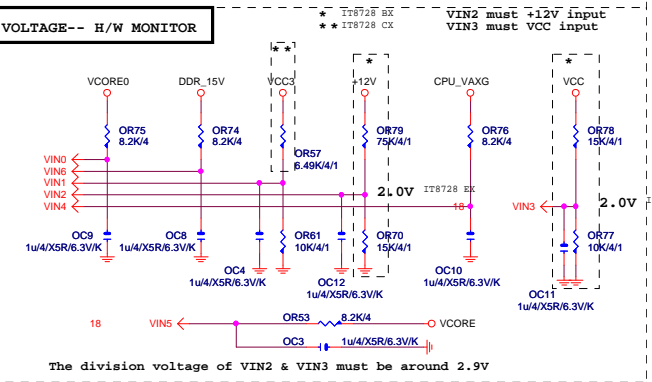 VOLTAGE-- H/W MONITOR
* IT8728 BX
** IT8728 CX
VIN2 must +12V input
VIN3 must VCC input
**
*
*
VCORE0
DDR_15V
VCC3
+12V
CPU_VAXG
VCC
OR75
8.2K/4
OR74
8.2K/4
OR57
6.49K/4/1
OR79
75K/4/1
OR76
8.2K/4
OR78
15K/4/1
VIN0
VIN6
VIN1
VIN2
VIN4
2.0V
IT8728 EX
18
VIN3
2.0V
OC9
1u/4/X5R/6.3V/K
OC8
1u/4/X5R/6.3V/K
OC4
1u/4/X5R/6.3V/K
OR61
10K/4/1
OC12
1u/4/X5R/6.3V/K
OR70
15K/4/1
OC10
1u/4/X5R/6.3V/K
OC11
1u/4/X5R/6.3V/K
OR77
10K/4/1
18
VIN5
OR53
8.2K/4
VCORE
OC3
1u/4/X5R/6.3V/K
The division voltage of VIN2 & VIN3 must be around 2.9V